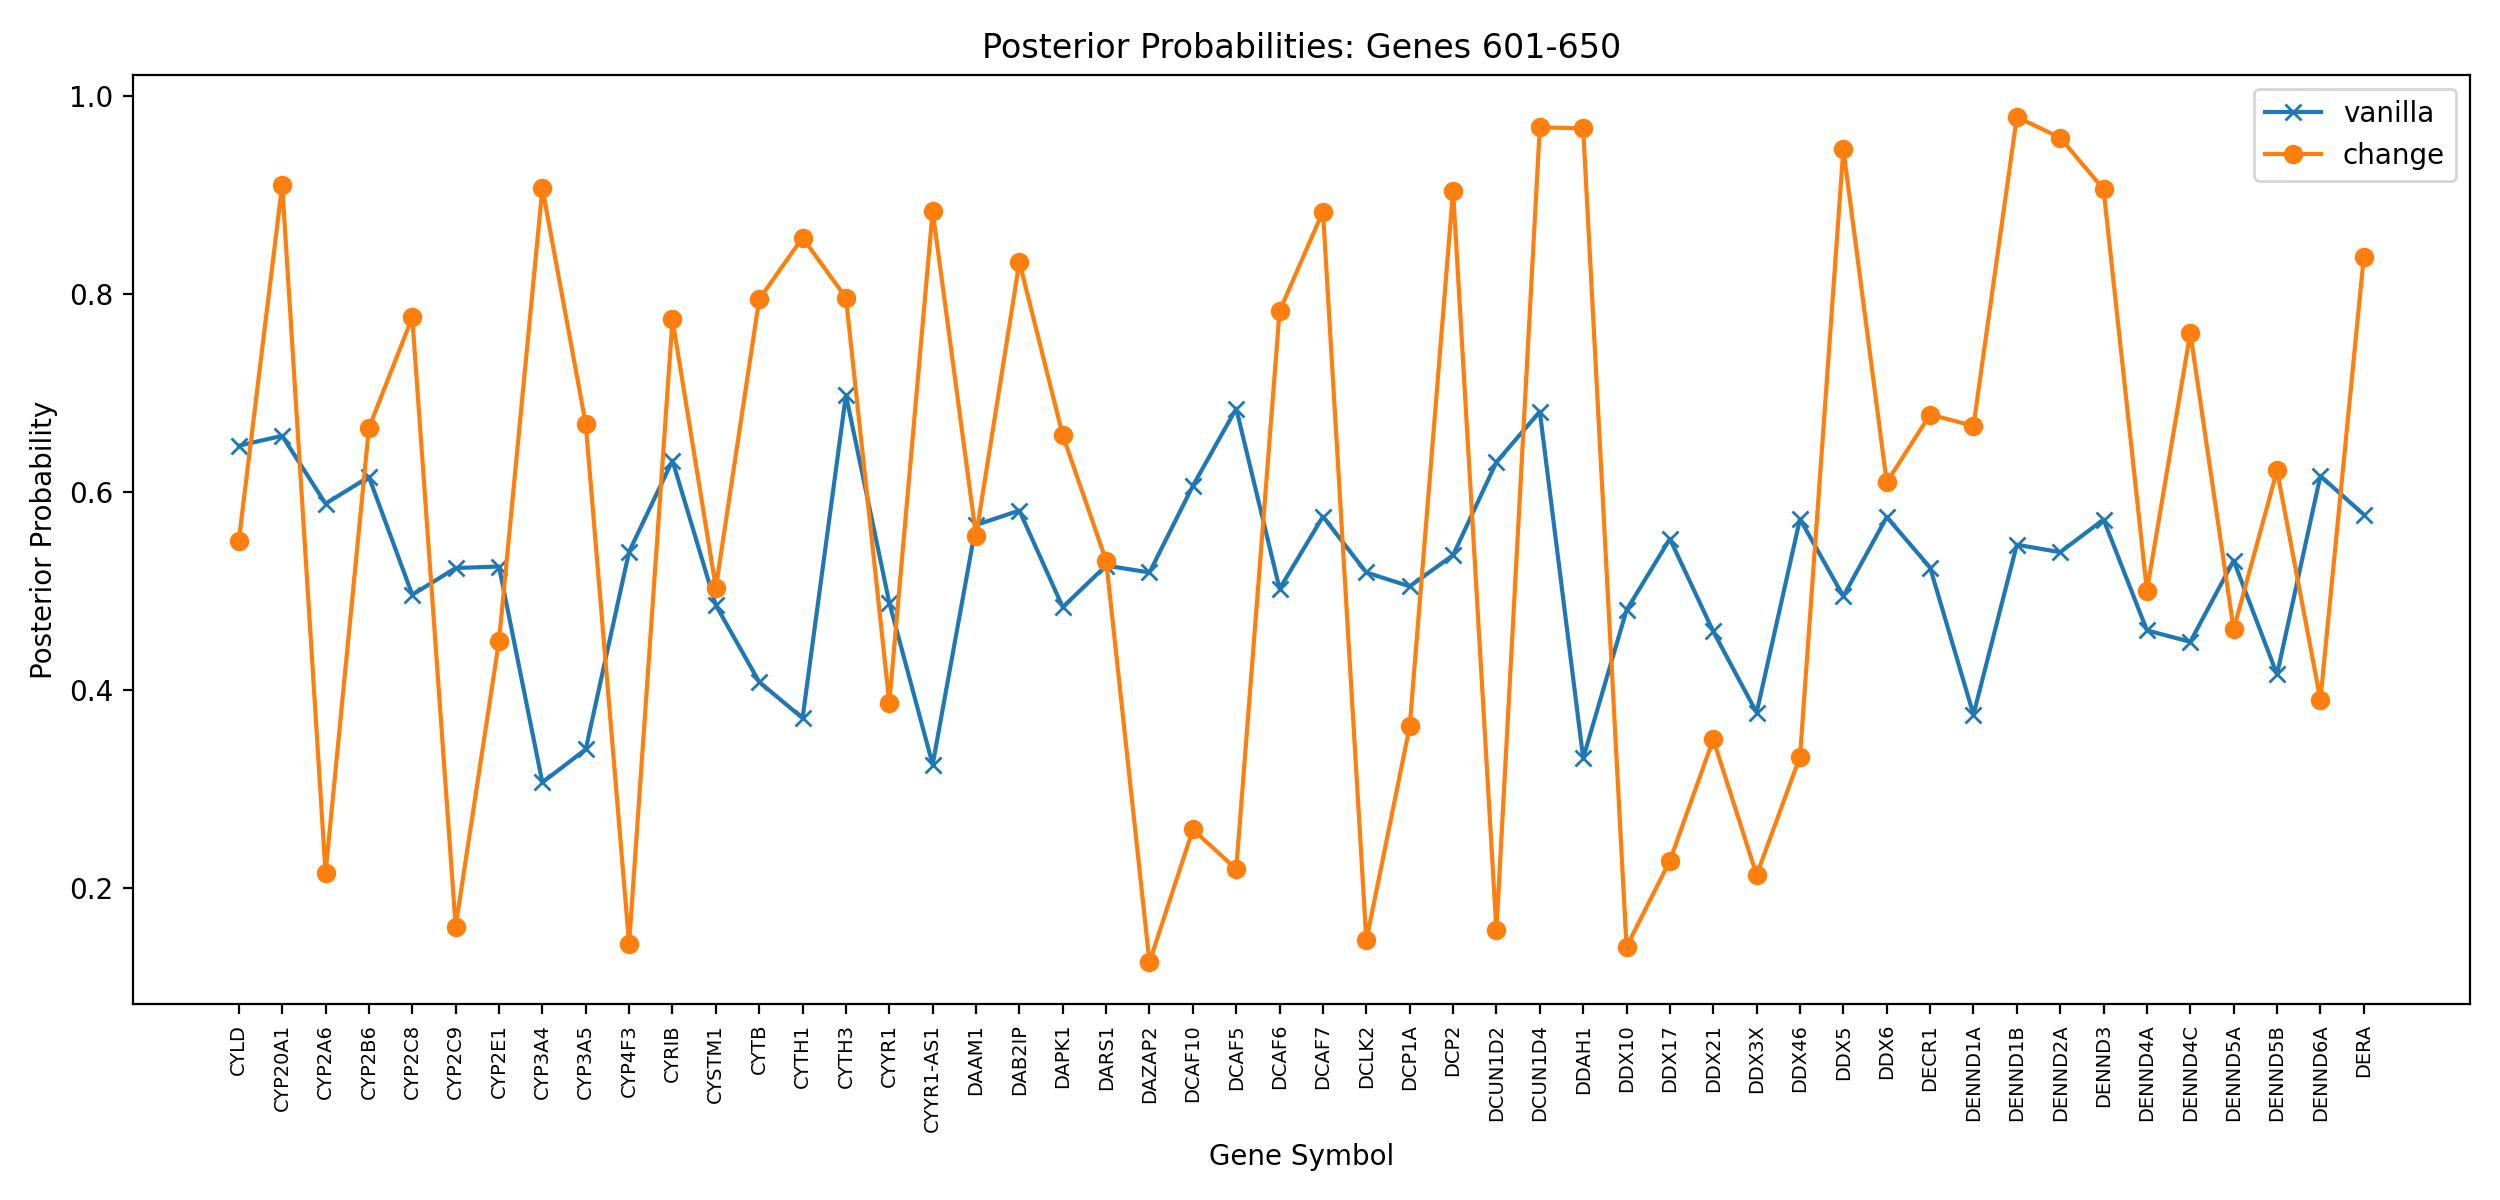 Posterior Probabilities: Genes 601-650
vanilla
change
Posterior Probability
1.0
0.8
0.6
0.4
0.2
CYLD
CYP20A1
CYP2A6
CYP2B6
CYP2C8
CYP2C9
CYP2E1
CYP3A4
CYP3A5
CYP4F3
CYRIB
CYSTM1
CYTB
CYTH1
CYTH3
CYYR1
CYYR1-AS1
DAAM1
DAB2IP
DAPK1
DARS1
DAZAP2
DCAF10
DCAF5
DCAF6
DCAF7
DCLK2
DCP1A
DCP2
DCUN1D2
DCUN1D4
DDAH1
DDX10
DDX17
DDX21
DDX3X
DDX46
DDX5
DDX6
DECR1
DENND1A
DENND1B
DENND2A
DENND3
DENND4A
DENND4C
DENND5A
DENND5B
DENND6A
DERA
Gene Symbol